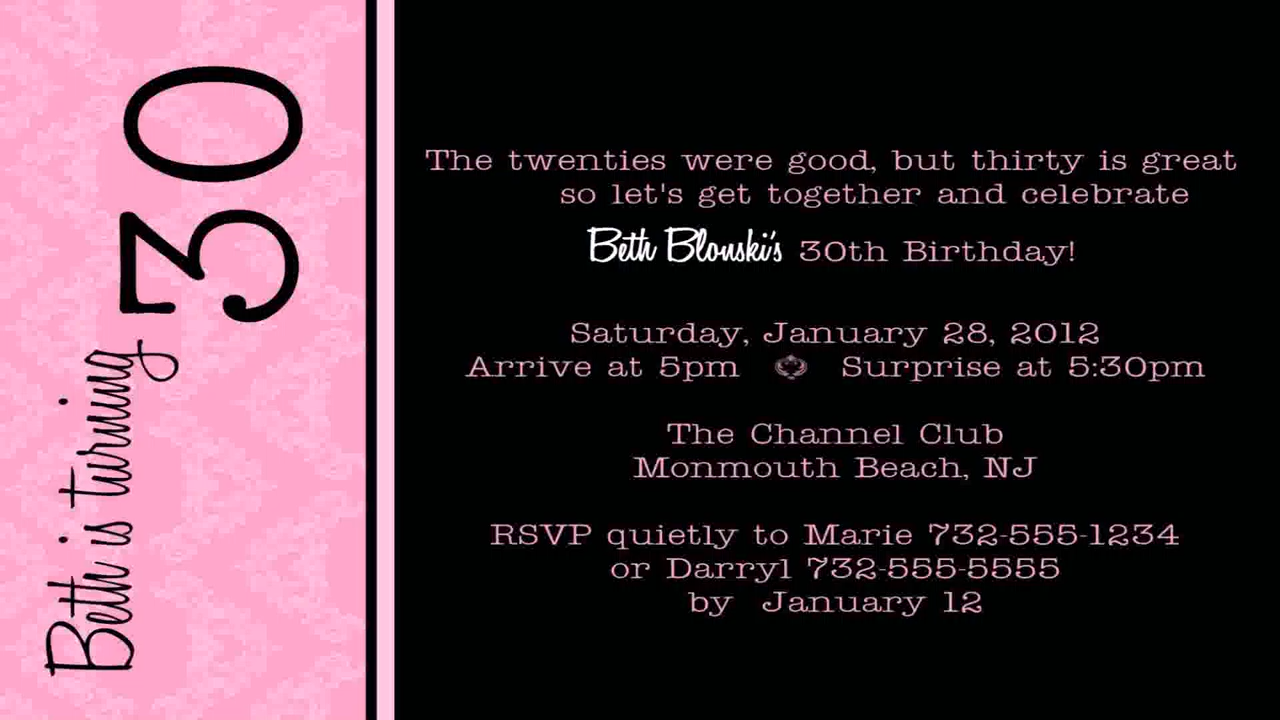 Beth is turning 30
The twenties were good, but thirty is great
so let's get together and celebrate
Beth Blonski's 30th Birthday!
Saturday, January 28, 2012
Arrive at 5pm Surprise at 5:30pm
The Channel Club
Monmouth Beach, NJ
RSVP quietly to Marie 732-555-1234
or Darryl 732-555-5555
by January 12